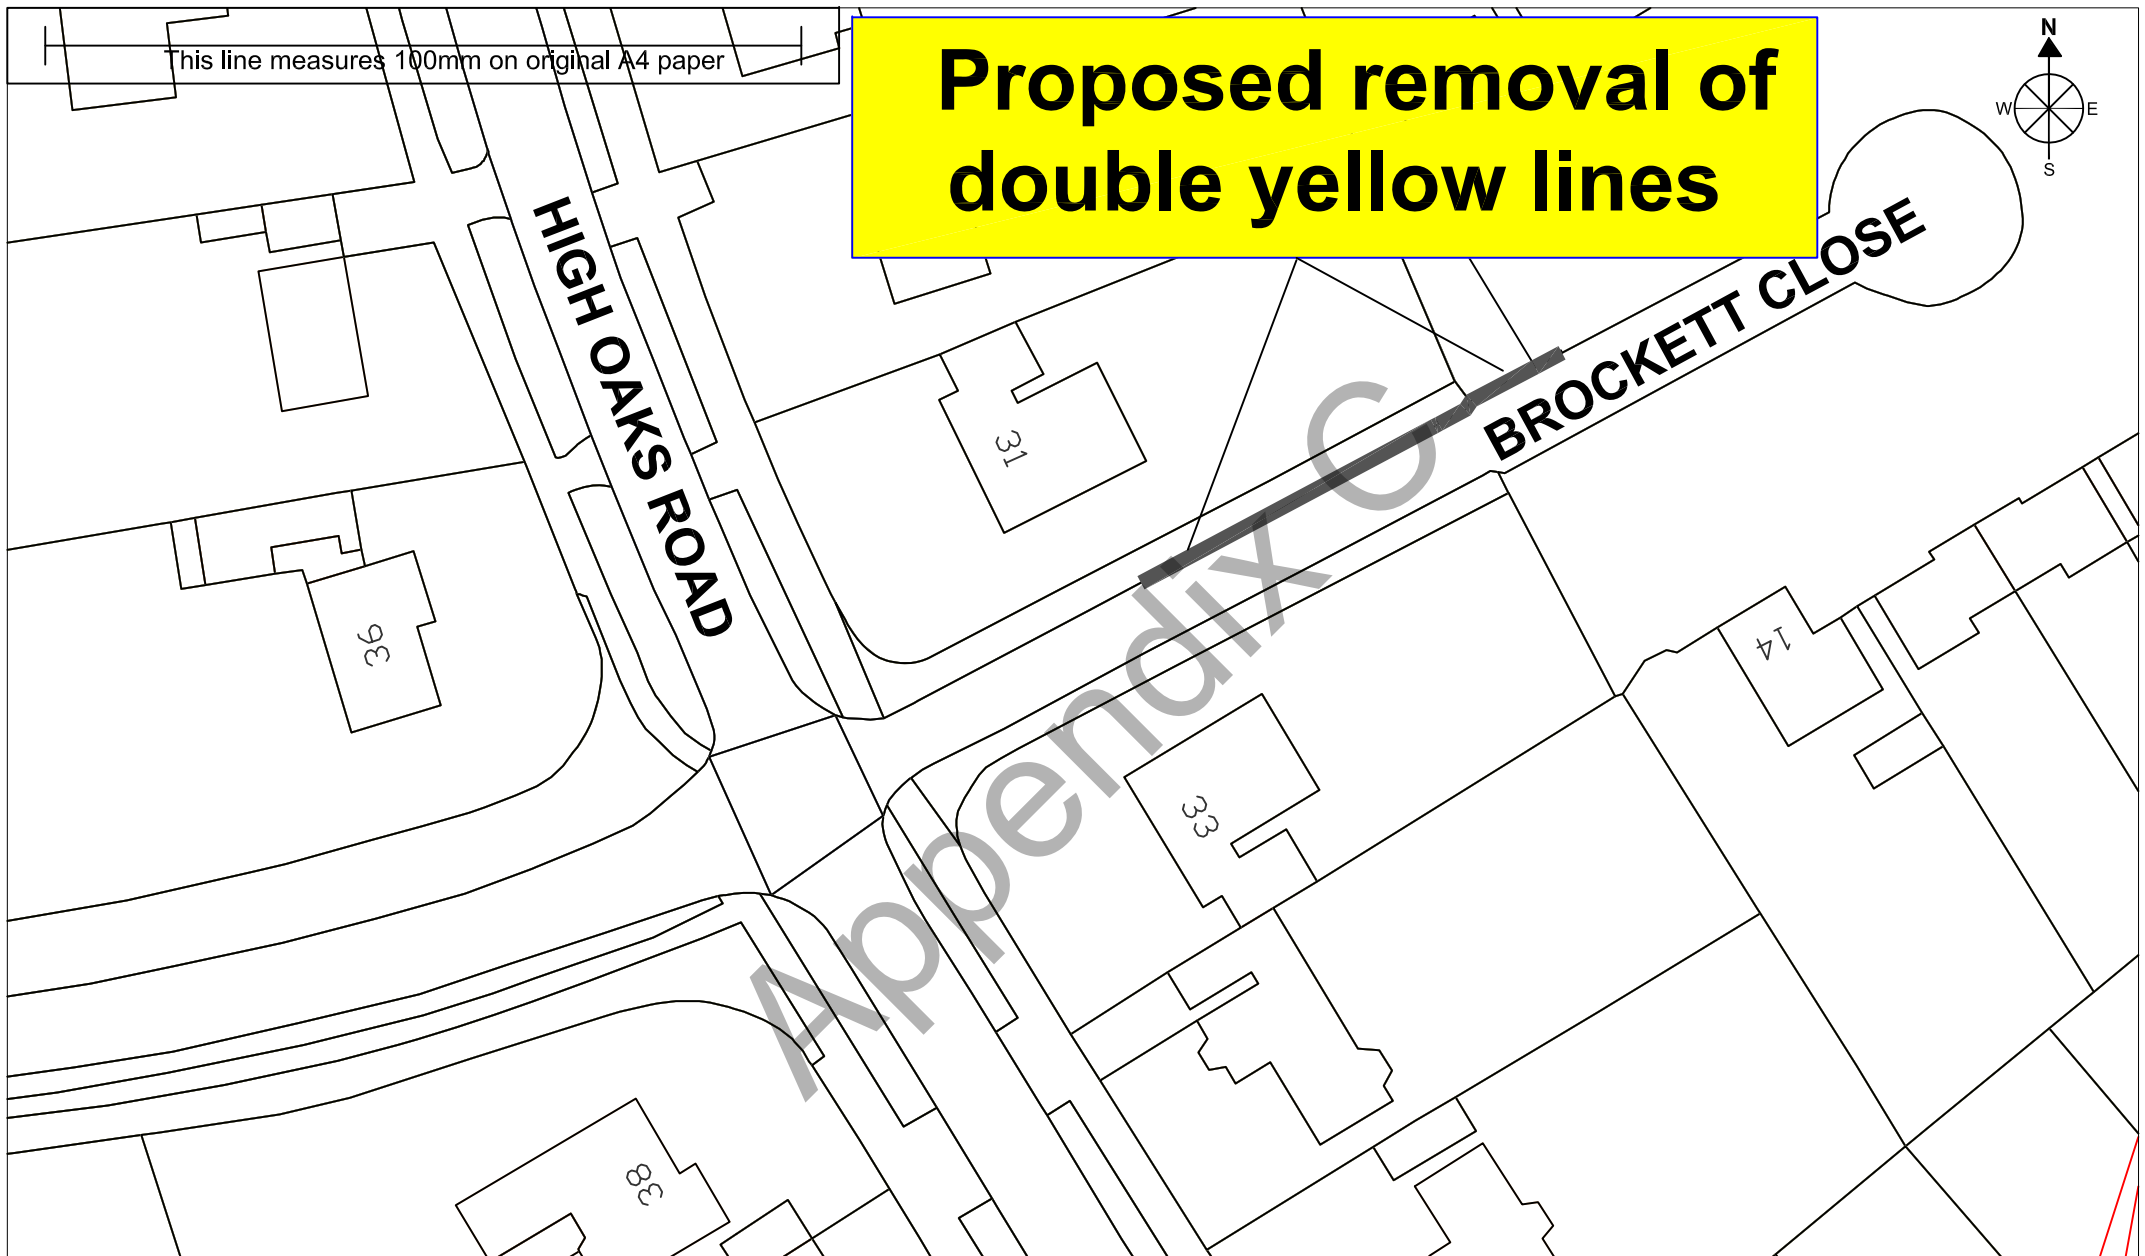 This line measures 100mm on original A4 paper
Proposed removal of
double yellow lines
N
W E
S
HIGH OAKS ROAD
BROCKETT CLOSE
31
36
14
33
38
Appendix C